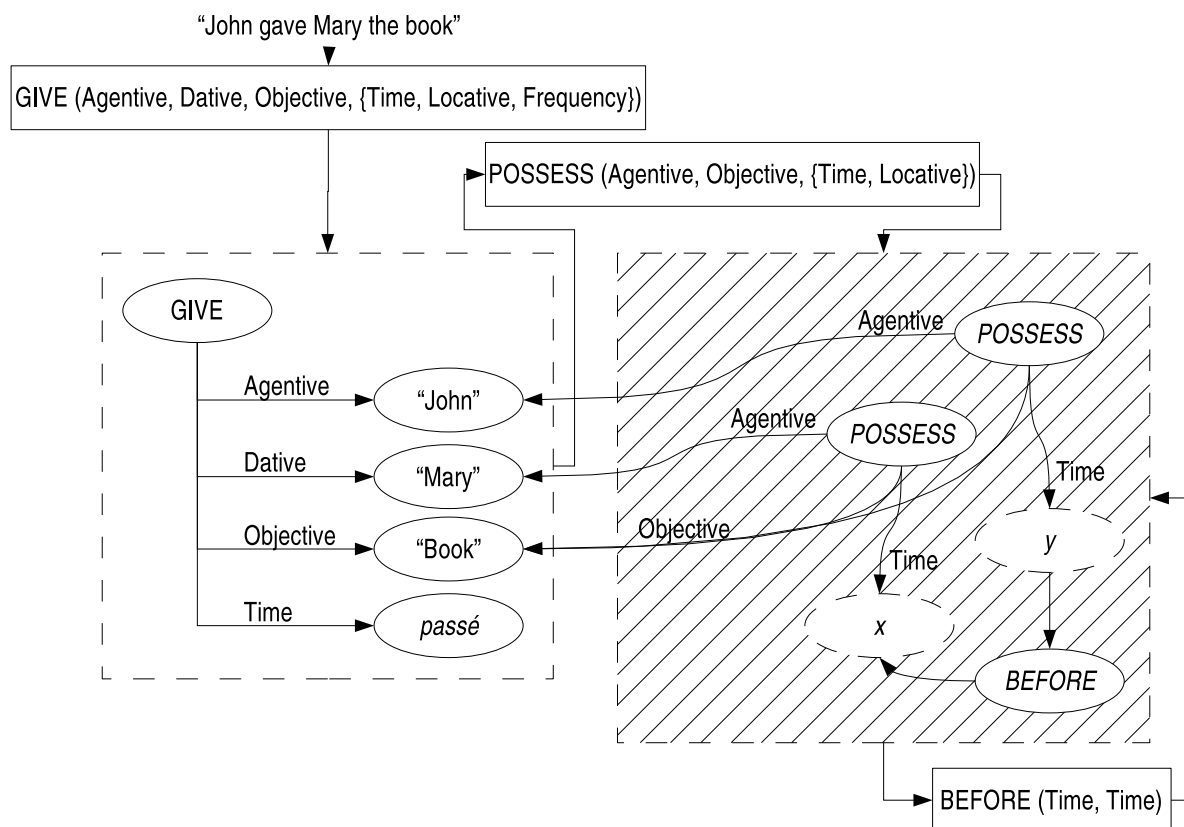 “John gave Mary the book”
GIVE (Agentive, Dative, Objective, {Time, Locative, Frequency})
POSSESS (Agentive, Objective, {Time, Locative})
GIVE
Agentive
“John”
Dative
“Mary”
Objective
“Book”
Time
passé
Agentive
POSSESS
Agentive
POSSESS
Time
Objective
y
Time
x
BEFORE
BEFORE (Time, Time)